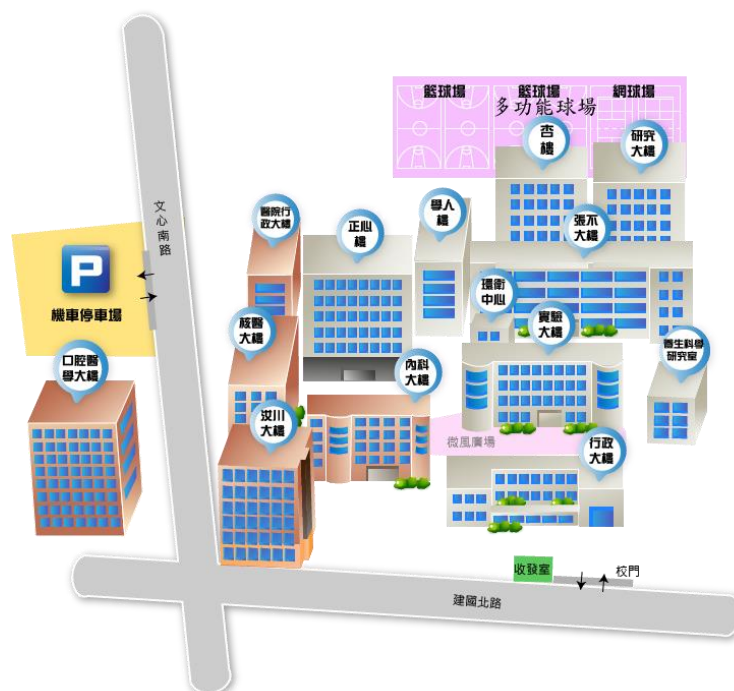 籃球場
籃球場
網球場
多功能球場
杏
樓
研究
大樓
學人
樓
醫院行
政大樓
正心
樓
張不
大樓
文心南路
P
機車停車場
環衛
中心
實驗
大樓
核醫
大樓
養生科學
研究室
口腔醫
學大樓
內科
大樓
汶川
大樓
微風廣場
行政
大樓
收發室
校門
建國北路